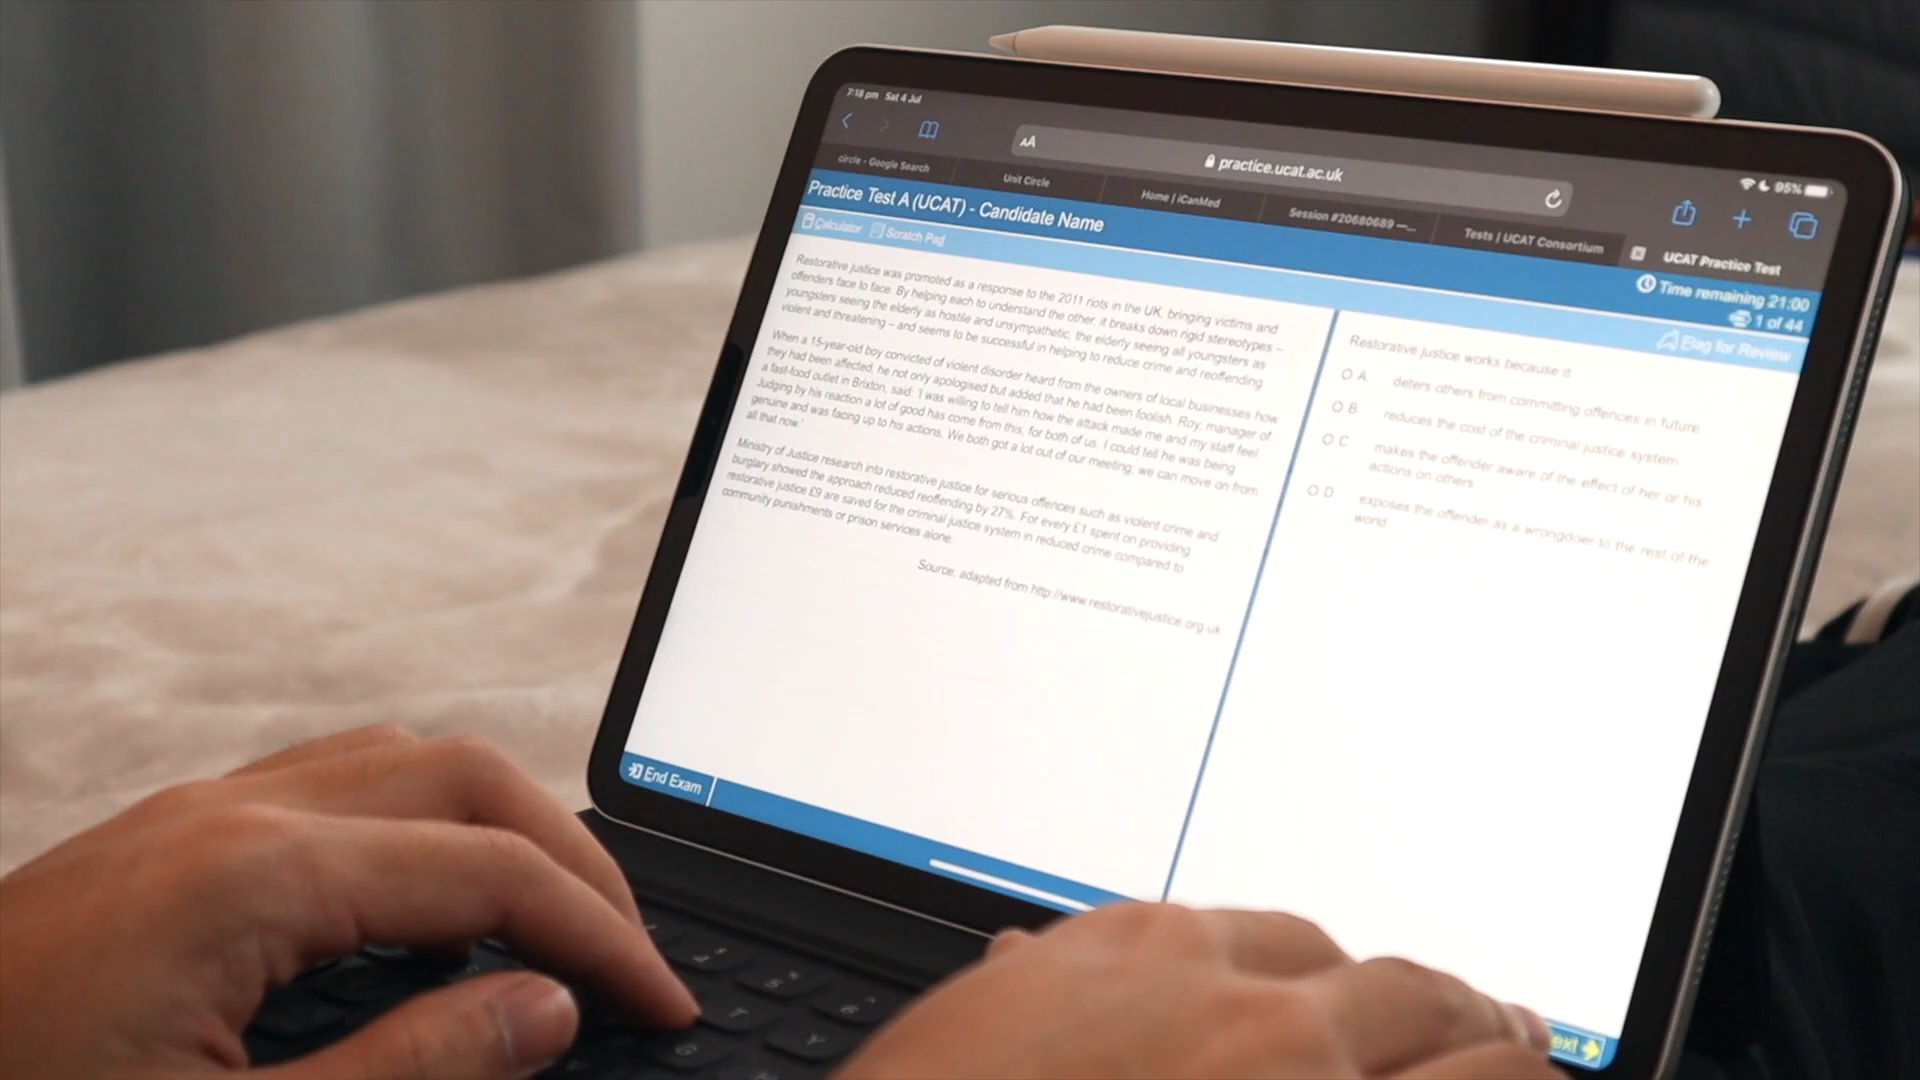 7:18 pm Sat 4 Jul
95%
AA
practice.ucat.ac.uk
circle - Google Search
Unit Circle
Home | iCanMed
Session #20680689 —...
Tests | UCAT Consortium
UCAT Practice Test
Practice Test A (UCAT) - Candidate Name
Time remaining 21:00
1 of 44
Calculator
Scratch Pad
Flag for Review
Restorative justice was promoted as a response to the 2011 riots in the UK, bringing victims and
offenders face to face. By helping each to understand the other, it breaks down rigid stereotypes –
youngsters seeing the elderly as hostile and unsympathetic, the elderly seeing all youngsters as
violent and threatening – and seems to be successful in helping to reduce crime and reoffending
When a 15-year-old boy convicted of violent disorder heard from the owners of local businesses how
they had been affected, he not only apologised but added that he had been foolish. Roy, manager of
a fast-food outlet in Brixton, said: 'I was willing to tell him how the attack made me and my staff feel.
Judging by his reaction a lot of good has come from this, for both of us. I could tell he was being
genuine and was facing up to his actions. We both got a lot out of our meeting; we can move on from
all that now.'
Ministry of Justice research into restorative justice for serious offences such as violent crime and
burglary showed the approach reduced reoffending by 27%. For every £1 spent on providing
restorative justice £9 are saved for the criminal justice system in reduced crime compared to
community punishments or prison services alone.
Source: adapted from http://www.restorativejustice.org.uk
Restorative justice works because it
A. deters others from committing offences in future
B. reduces the cost of the criminal justice system
C. makes the offender aware of the effect of her or his
actions on others
D. exposes the offender as a wrongdoer to the rest of the
world
End Exam
ext
5
6
T
Y
G